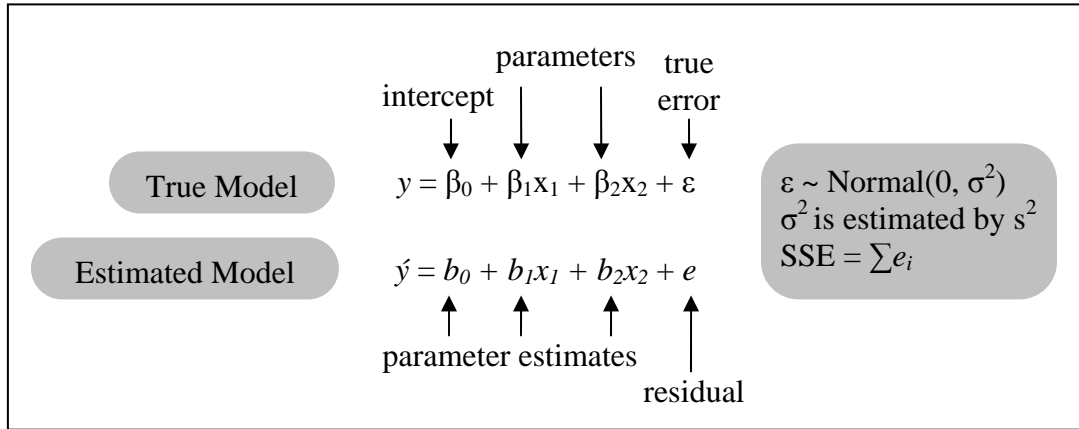 parameters
true
error
intercept
True Model
y = β₀ + β₁x₁ + β₂x₂ + ε
ε ~ Normal(0, σ²)
σ² is estimated by s²
SSE = ∑eᵢ
Estimated Model
ý = b₀ + b₁x₁ + b₂x₂ + e
parameter estimates
residual